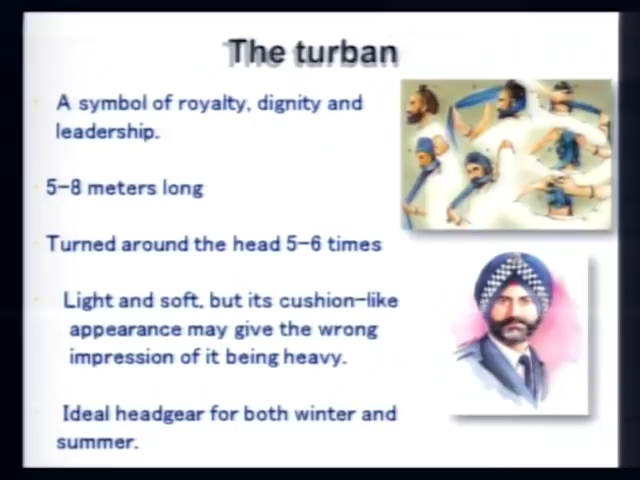 The turban
A symbol of royalty, dignity and
leadership.
5-8 meters long
Turned around the head 5-6 times
Light and soft, but its cushion-like
appearance may give the wrong
impression of it being heavy.
Ideal headgear for both winter and
summer.